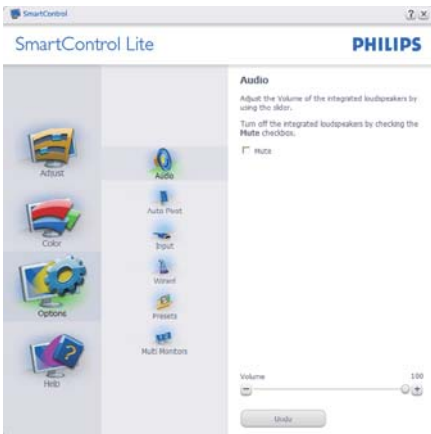 SmartControl
? x
SmartControl Lite
PHILIPS
Adjust
Color
Options
Help
Audio
Auto Pivot
Input
Wizard
Presets
Multi Monitors
Audio
Adjust the Volume of the integrated loudspeakers by
using the slider.
Turn off the integrated loudspeakers by checking the
Mute checkbox.
Mute
Volume
100
- +
Undo